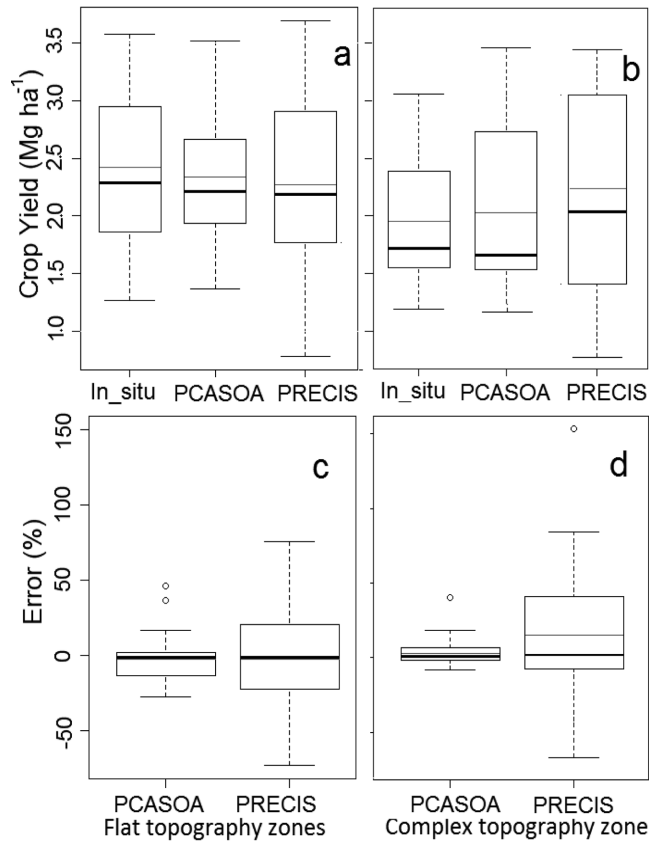 Crop Yield (Mg ha⁻¹)
3.5
3.0
2.5
2.0
1.5
1.0
a
b
In_situ PCASOA PRECIS
In_situ PCASOA PRECIS
Error (%)
150
100
50
0
-50
c
d
PCASOA PRECIS
PCASOA PRECIS
Flat topography zones
Complex topography zone